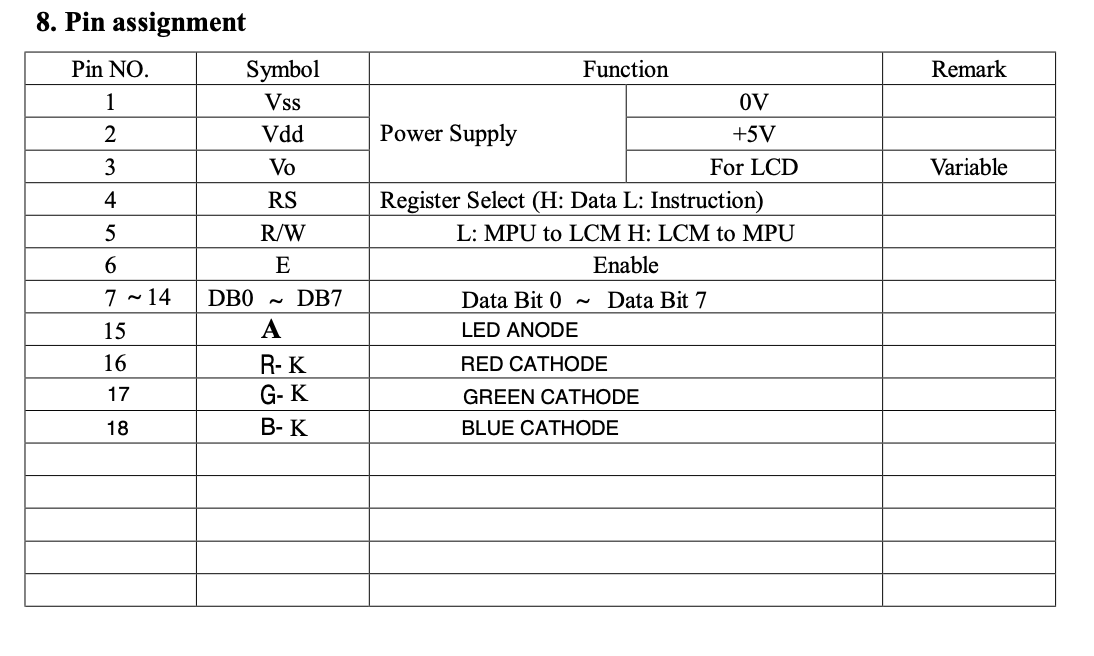 8. Pin assignment
Pin NO. Symbol Function Remark
1 Vss 0V
2 Vdd Power Supply +5V
3 Vo For LCD Variable
4 RS Register Select (H: Data L: Instruction)
5 R/W L: MPU to LCM H: LCM to MPU
6 E Enable
7 ~ 14 DB0 ~ DB7 Data Bit 0 ~ Data Bit 7
15 A LED ANODE
16 R- K RED CATHODE
17 G- K GREEN CATHODE
18 B- K BLUE CATHODE